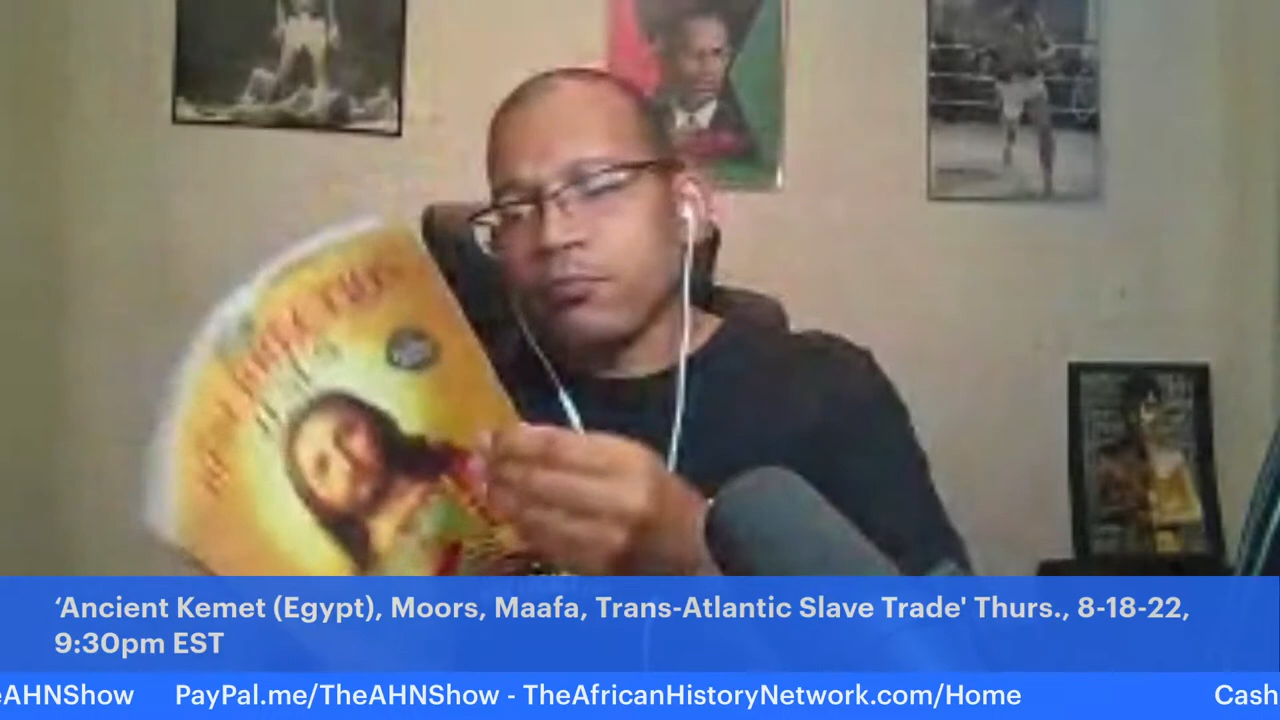 ‘Ancient Kemet (Egypt), Moors, Maafa, Trans-Atlantic Slave Trade' Thurs., 8-18-22,
9:30pm EST
eAHNShow PayPal.me/TheAHNShow - TheAfricanHistoryNetwork.com/Home Cash